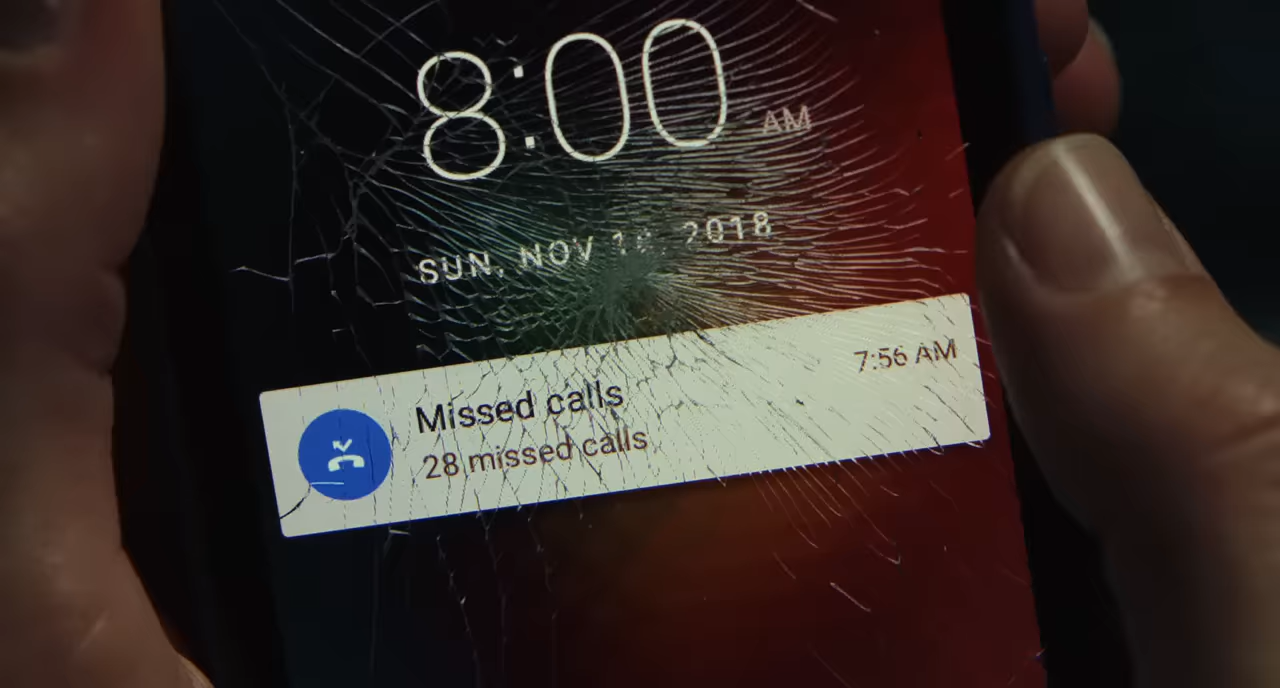 8:00 AM
SUN, NOV 2018
7:56 AM
Missed calls
28 missed calls